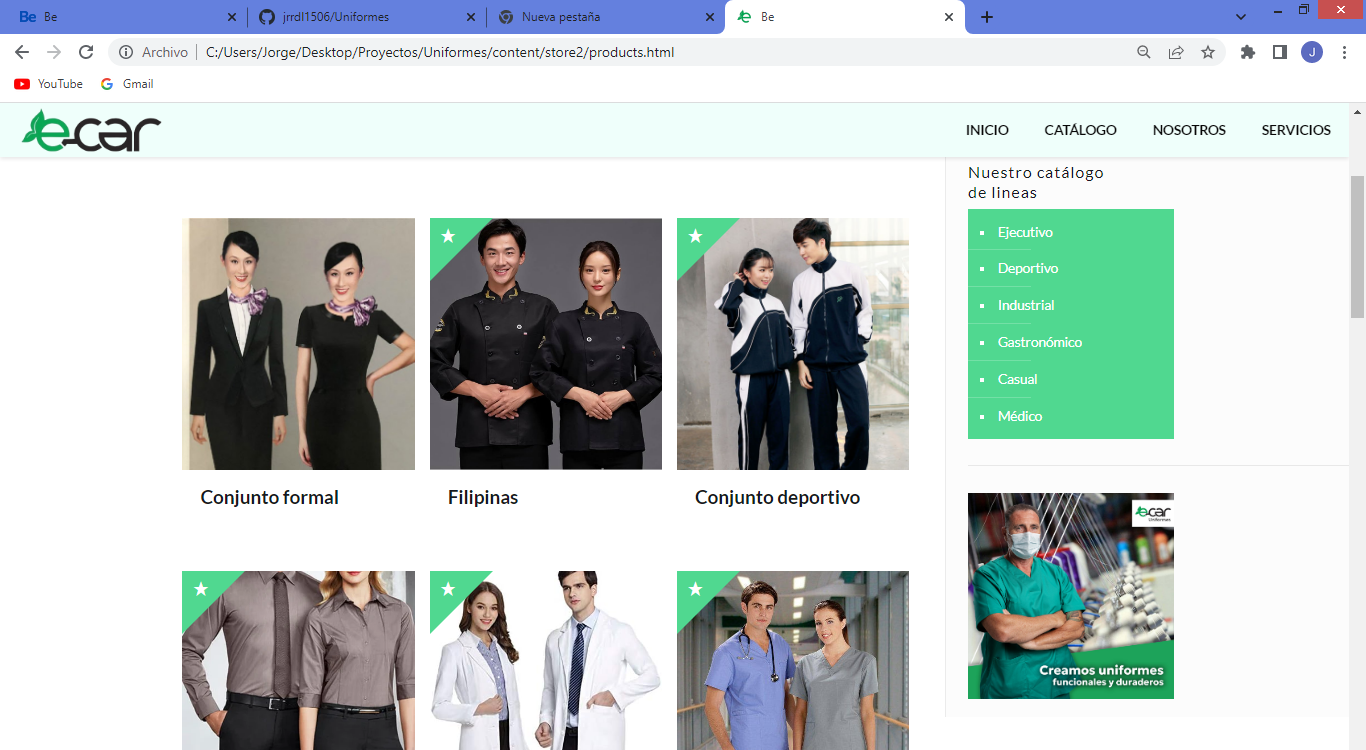 Be
jrrdl1506/Uniformes
Nueva pestaña
Be
Archivo
C:/Users/Jorge/Desktop/Proyectos/Uniformes/content/store2/products.html
J
YouTube
Gmail
e-car
INICIO
CATÁLOGO
NOSOTROS
SERVICIOS
Nuestro catálogo
de lineas
Ejecutivo
Deportivo
Industrial
Gastronómico
Casual
Médico
Conjunto formal
Filipinas
Conjunto deportivo
e-car
Uniformes
Creamos uniformes
funcionales y duraderos